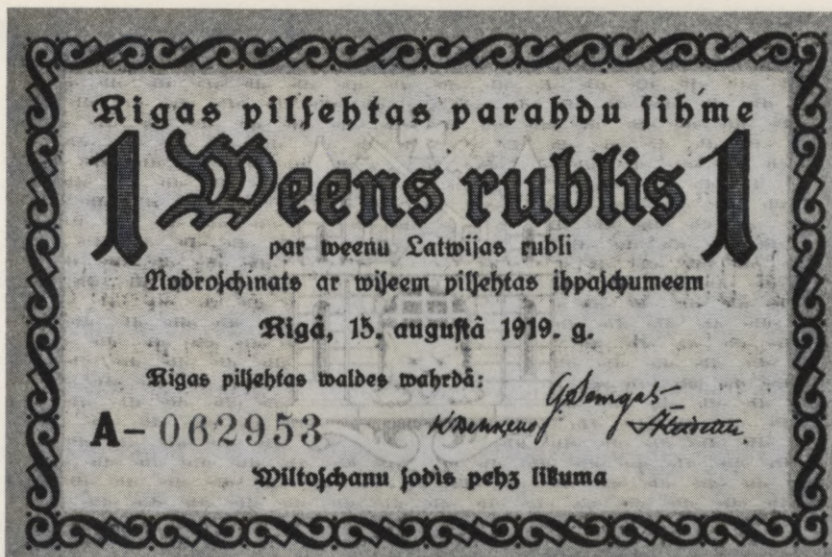 Rigas pilſehtas parahdu ſihme
1 Weens rublis 1
par weenu Latwijas rubli
Nodroſchinats ar wiſeem pilſehtas ihpaſchumeem
Rigâ, 15. auguſtâ 1919. g.
Rigas pilſehtas waldes wahrdâ:
A-062953
Wiltoſchanu ſodis pehz likuma